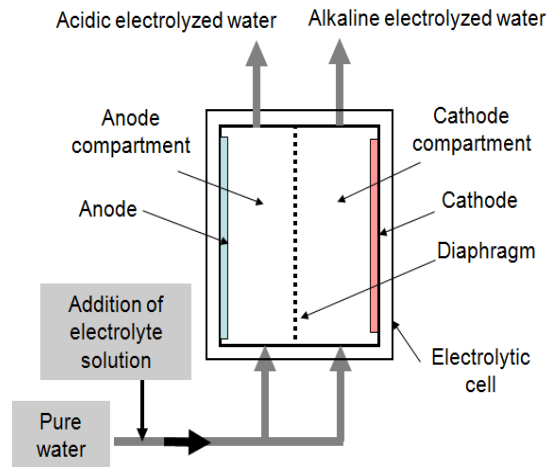 Acidic electrolyzed water
Alkaline electrolyzed water
Anode
compartment
Cathode
compartment
Anode
Cathode
Diaphragm
Addition of
electrolyte
solution
Electrolytic
cell
Pure
water